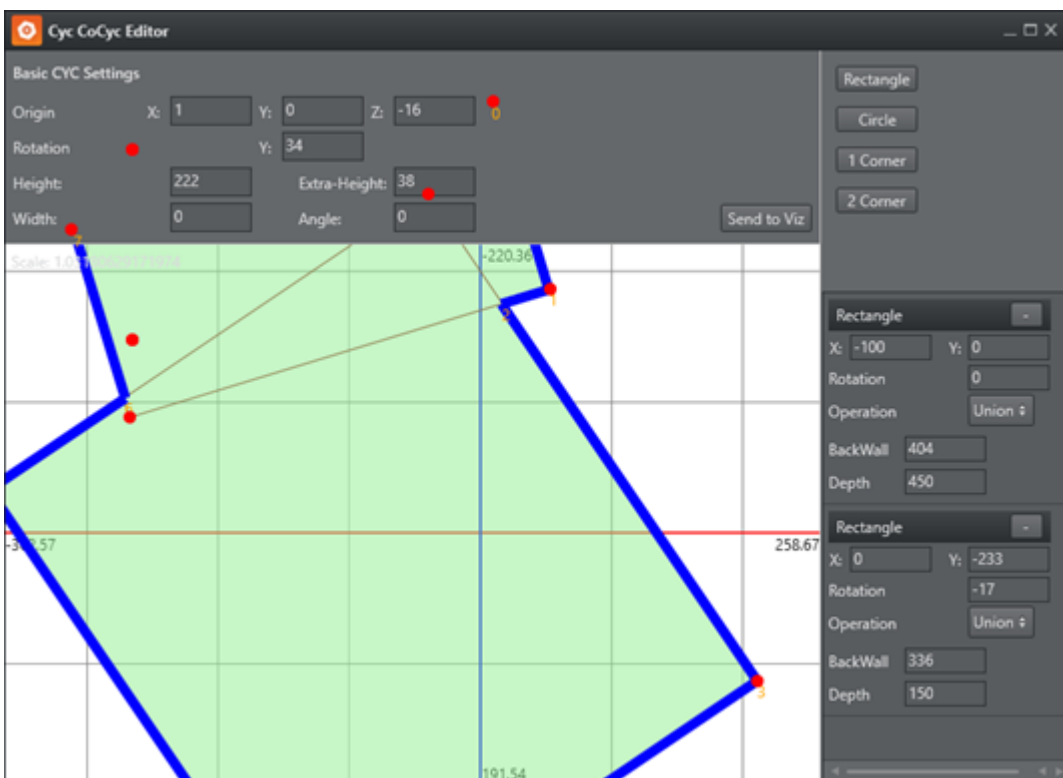 Cyc CoCyc Editor
Basic CYC Settings
Origin X: 1 Y: 0 Z: -16 0
Rotation Y: 34
Height: 222 Extra-Height: 38
Width: 0 Angle: 0 Send to Viz
7
-220.36
1
2
258.67
3
191.54
Rectangle
Circle
1 Corner
2 Corner
Rectangle -
X: -100 Y: 0
Rotation 0
Operation Union
BackWall 404
Depth 450
Rectangle -
X: 0 Y: -233
Rotation -17
Operation Union
BackWall 336
Depth 150